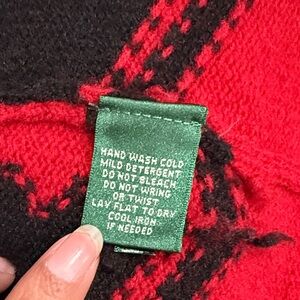 HAND WASH COLD
MILD DETERGENT
DO NOT BLEACH
DO NOT WRING
OR TWIST
LAY FLAT TO DRY
COOL IRON
IF NEEDED